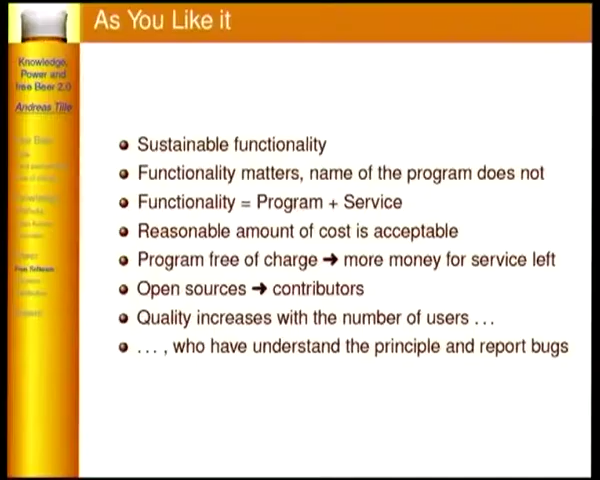 As You Like it
Knowledge,
Power and
free Beer 2.0
Andreas Tille
Free Software
Sustainable functionality
Functionality matters, name of the program does not
Functionality = Program + Service
Reasonable amount of cost is acceptable
Program free of charge ➔ more money for service left
Open sources ➔ contributors
Quality increases with the number of users ...
... , who have understand the principle and report bugs